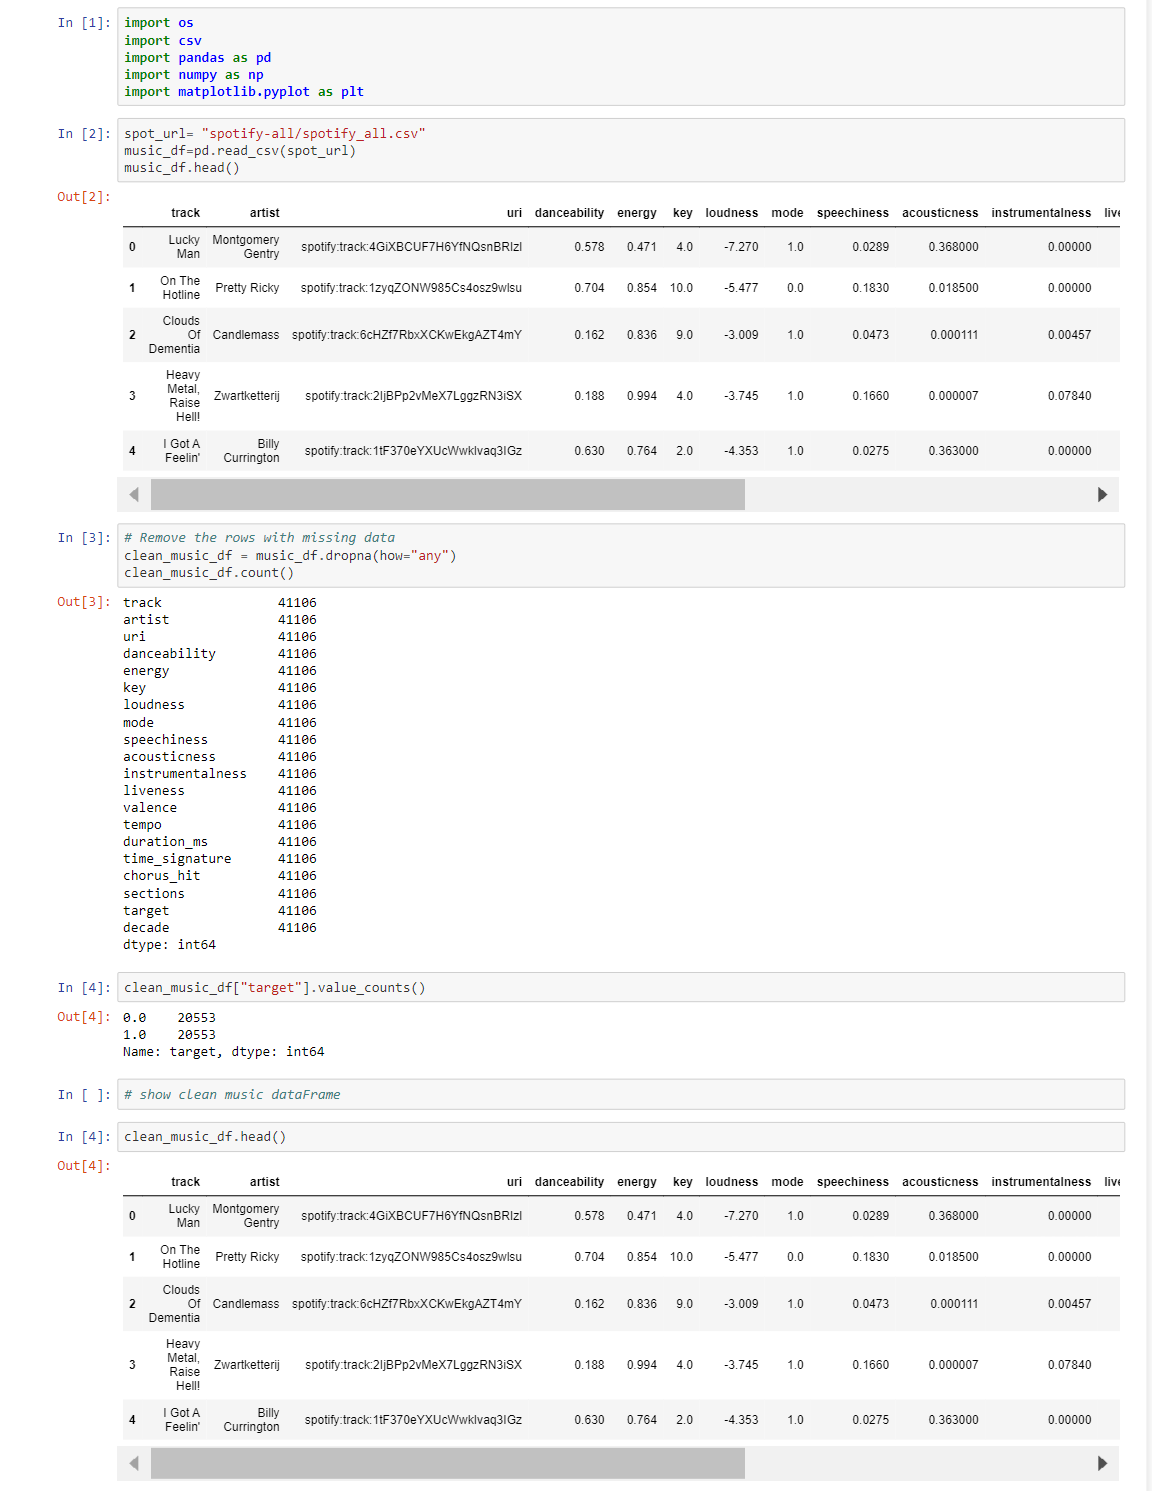 In [1]: import os
import csv
import pandas as pd
import numpy as np
import matplotlib.pyplot as plt
In [2]: spot_url= "spotify-all/spotify_all.csv"
music_df=pd.read_csv(spot_url)
music_df.head()
Out[2]:
track artist uri danceability energy key loudness mode speechiness acousticness instrumentalness live
0 Lucky Man Montgomery Gentry spotify:track:4GiXBCUF7H6YfNQsnBRIzl 0.578 0.471 4.0 -7.270 1.0 0.0289 0.368000 0.00000
1 On The Hotline Pretty Ricky spotify:track:1zyqZONW985Cs4osz9wlsu 0.704 0.854 10.0 -5.477 0.0 0.1830 0.018500 0.00000
2 Clouds Of Dementia Candlemass spotify:track:6cHZf7RbxXCKwEkgAZT4mY 0.162 0.836 9.0 -3.009 1.0 0.0473 0.000111 0.00457
3 Heavy Metal, Raise Hell! Zwartketterij spotify:track:2IjBPp2vMeX7LggzRN3iSX 0.188 0.994 4.0 -3.745 1.0 0.1660 0.000007 0.07840
4 I Got A Feelin' Billy Currington spotify:track:1tF370eYXUcWwkIvaq3IGz 0.630 0.764 2.0 -4.353 1.0 0.0275 0.363000 0.00000
In [3]: # Remove the rows with missing data
clean_music_df = music_df.dropna(how="any")
clean_music_df.count()
Out[3]: track 41106
artist 41106
uri 41106
danceability 41106
energy 41106
key 41106
loudness 41106
mode 41106
speechiness 41106
acousticness 41106
instrumentalness 41106
liveness 41106
valence 41106
tempo 41106
duration_ms 41106
time_signature 41106
chorus_hit 41106
sections 41106
target 41106
decade 41106
dtype: int64
In [4]: clean_music_df["target"].value_counts()
Out[4]: 0.0 20553
1.0 20553
Name: target, dtype: int64
In [ ]: # show clean music dataFrame
In [4]: clean_music_df.head()
Out[4]:
track artist uri danceability energy key loudness mode speechiness acousticness instrumentalness live
0 Lucky Man Montgomery Gentry spotify:track:4GiXBCUF7H6YfNQsnBRIzl 0.578 0.471 4.0 -7.270 1.0 0.0289 0.368000 0.00000
1 On The Hotline Pretty Ricky spotify:track:1zyqZONW985Cs4osz9wlsu 0.704 0.854 10.0 -5.477 0.0 0.1830 0.018500 0.00000
2 Clouds Of Dementia Candlemass spotify:track:6cHZf7RbxXCKwEkgAZT4mY 0.162 0.836 9.0 -3.009 1.0 0.0473 0.000111 0.00457
3 Heavy Metal, Raise Hell! Zwartketterij spotify:track:2IjBPp2vMeX7LggzRN3iSX 0.188 0.994 4.0 -3.745 1.0 0.1660 0.000007 0.07840
4 I Got A Feelin' Billy Currington spotify:track:1tF370eYXUcWwkIvaq3IGz 0.630 0.764 2.0 -4.353 1.0 0.0275 0.363000 0.00000